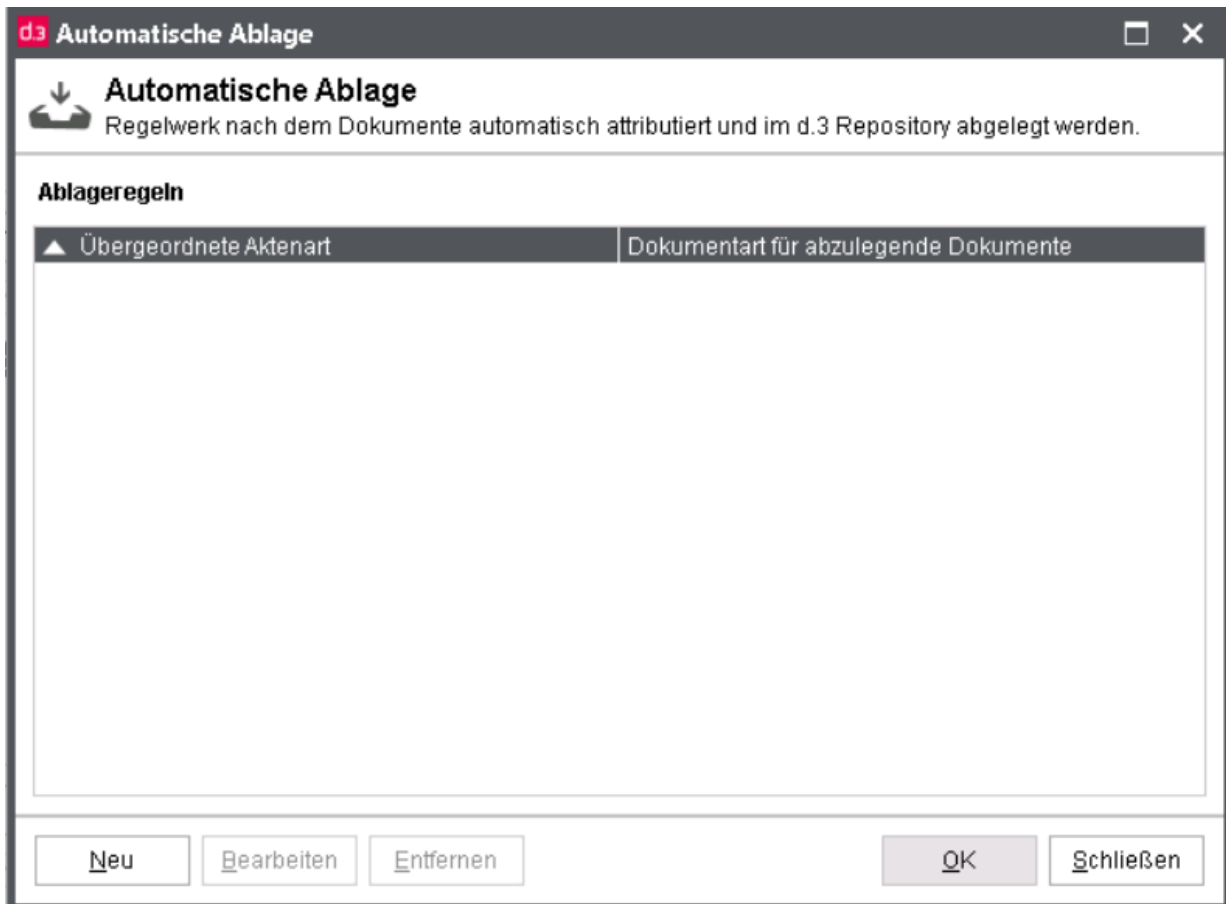 d.3 Automatische Ablage
Automatische Ablage
Regelwerk nach dem Dokumente automatisch attributiert und im d.3 Repository abgelegt werden.
Ablageregeln
Übergeordnete Aktenart Dokumentart für abzulegende Dokumente
Neu Bearbeiten Entfernen OK Schließen